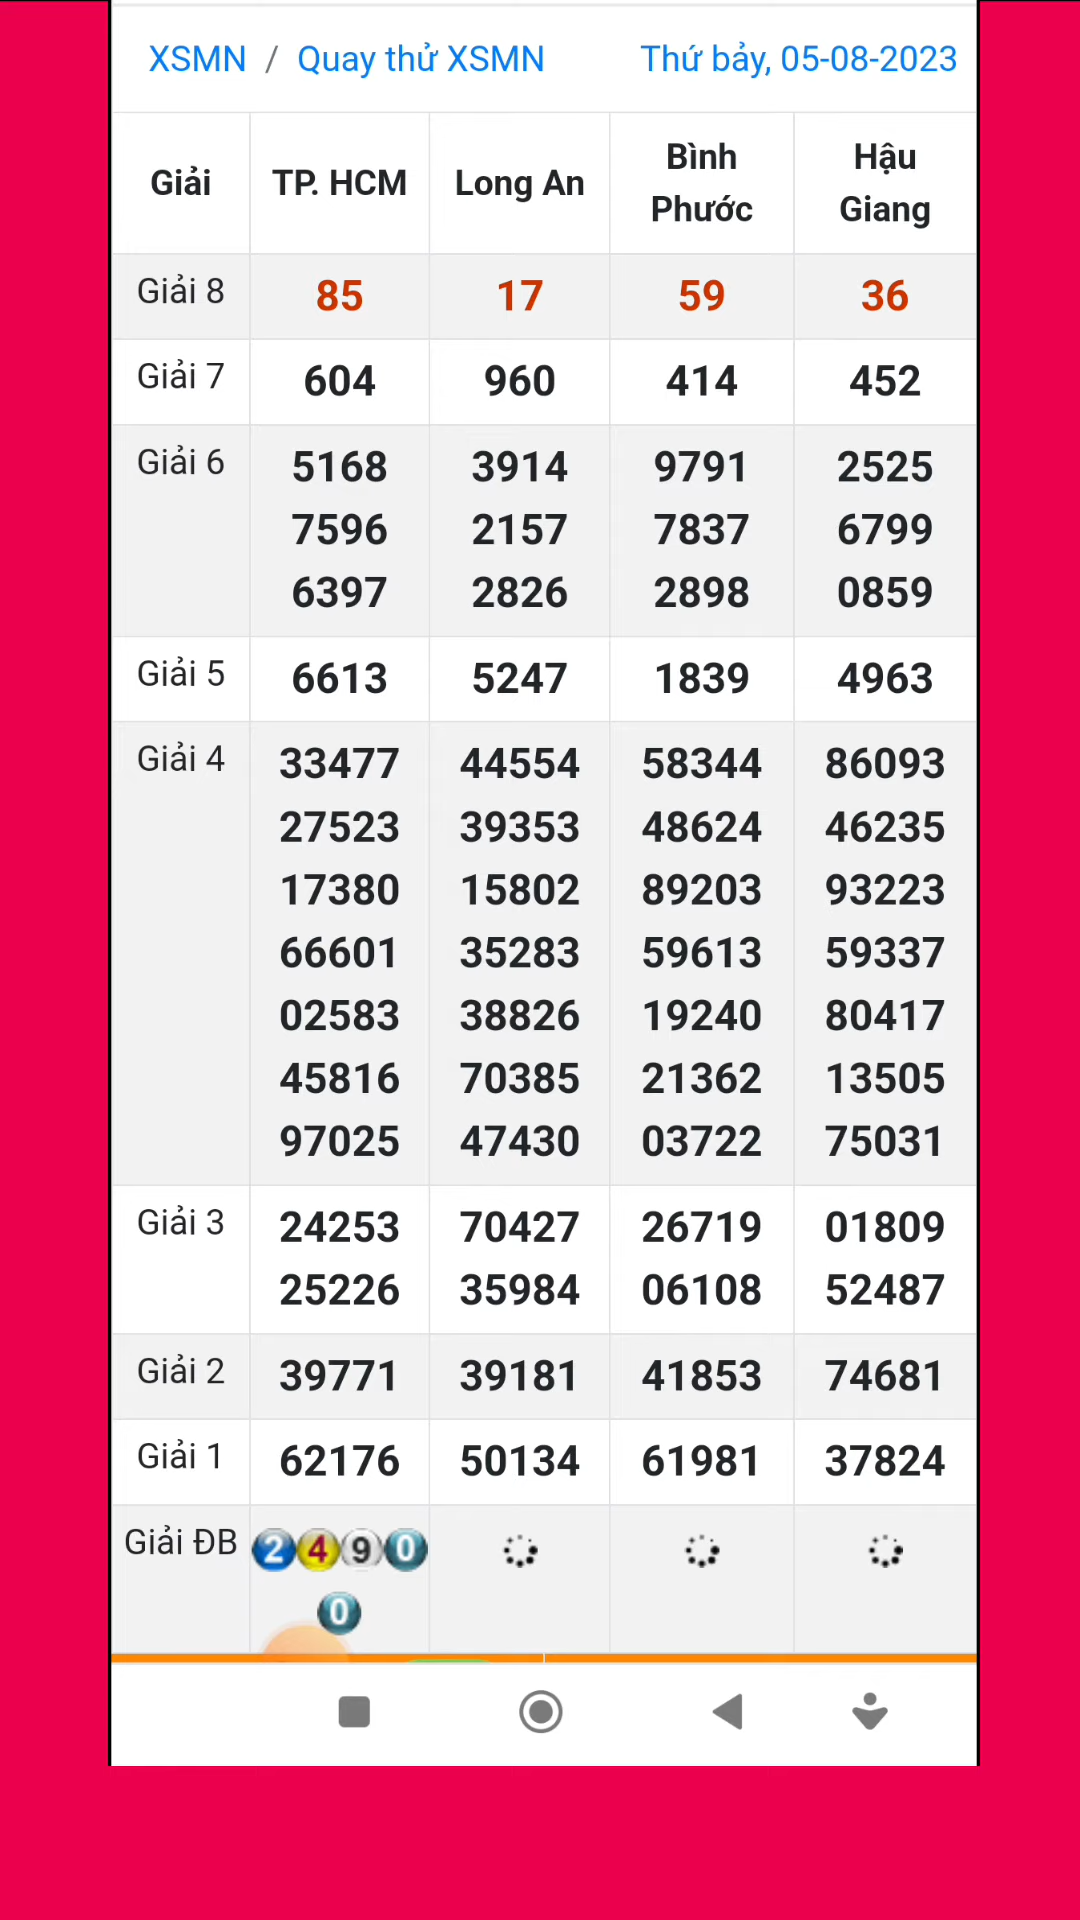 XSMN / Quay thử XSMN Thứ bảy, 05-08-2023
Giải TP. HCM Long An Bình Phước Hậu Giang
Giải 8 85 17 59 36
Giải 7 604 960 414 452
Giải 6 5168 3914 9791 2525
7596 2157 7837 6799
6397 2826 2898 0859
Giải 5 6613 5247 1839 4963
Giải 4 33477 44554 58344 86093
27523 39353 48624 46235
17380 15802 89203 93223
66601 35283 59613 59337
02583 38826 19240 80417
45816 70385 21362 13505
97025 47430 03722 75031
Giải 3 24253 70427 26719 01809
25226 35984 06108 52487
Giải 2 39771 39181 41853 74681
Giải 1 62176 50134 61981 37824
Giải ĐB 2 4 9 0
0